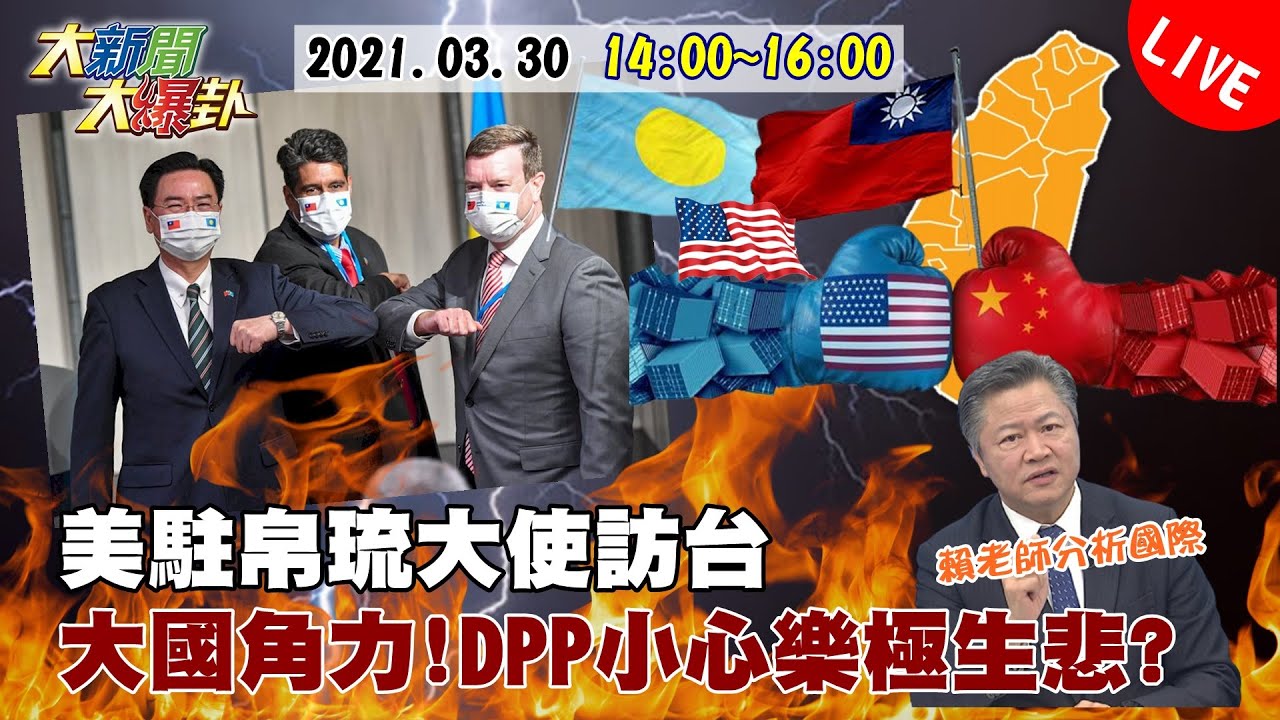 大新聞
大爆卦
2021.03.30 14:00~16:00
LIVE
賴老師分析國際
美駐帛琉大使訪台
大國角力!DPP小心樂極生悲?